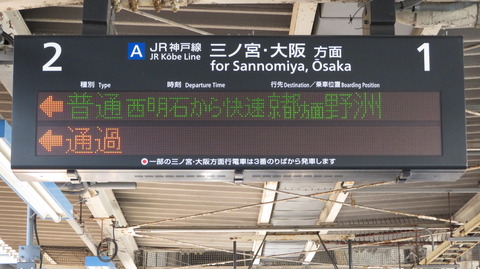 2 A JR神戸線 三ノ宮・大阪 方面 1
JR Kōbe Line for Sannomiya, Ōsaka
種別 Type 時刻 Departure Time 行先 Destination / 乗車位置 Boarding Position
←普通 西明石から快速京都方面野洲
←通過
●一部の三ノ宮・大阪方面行電車は3番のりばから発車します